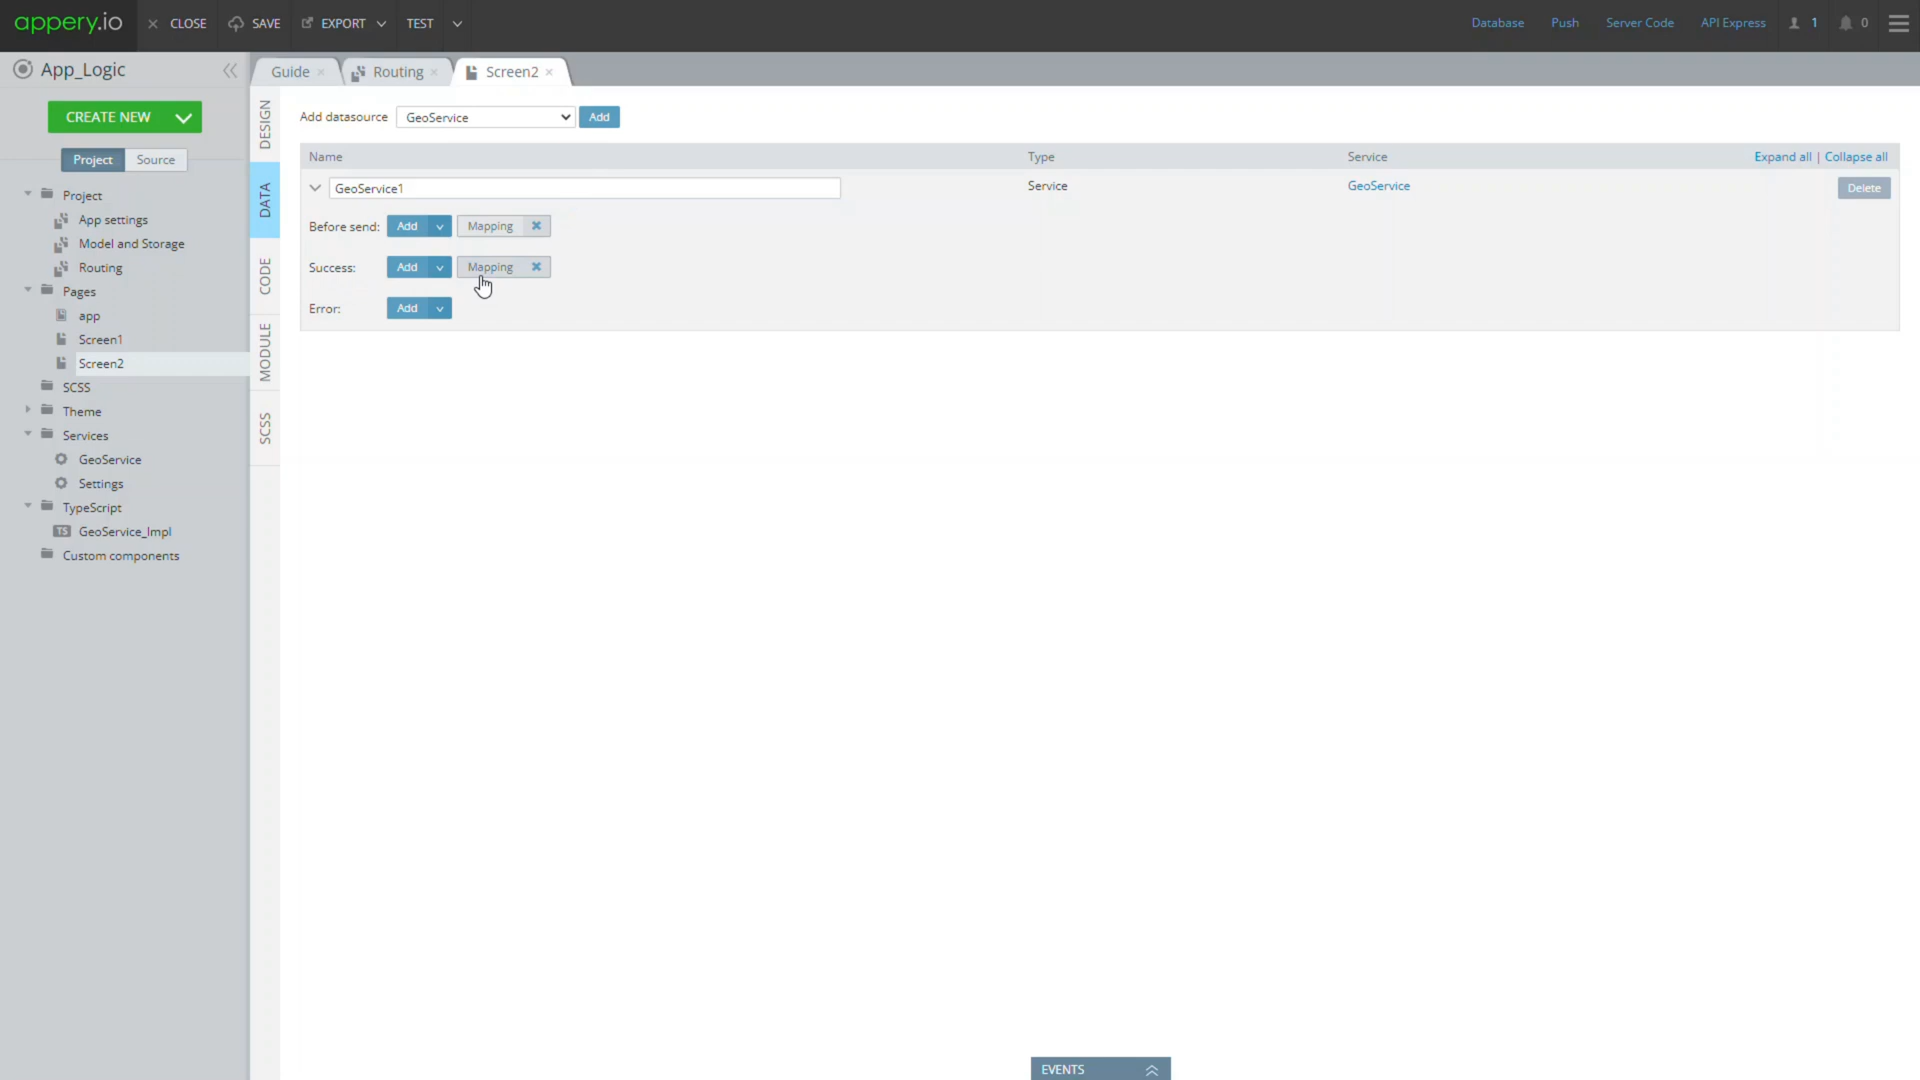 appery.io
CLOSE
SAVE
EXPORT
TEST
Database
Push
Server Code
API Express
1
0
App_Logic
Guide
Routing
Screen2
CREATE NEW
Project
Source
Project
App settings
Model and Storage
Routing
Pages
app
Screen1
Screen2
SCSS
Theme
Services
GeoService
Settings
TypeScript
TS GeoService_Impl
Custom components
DESIGN
DATA
CODE
MODULE
SCSS
Add datasource GeoService Add
Name Type Service Expand all | Collapse all
GeoService1 Service GeoService Delete
Before send: Add Mapping
Success: Add Mapping
Error: Add
EVENTS